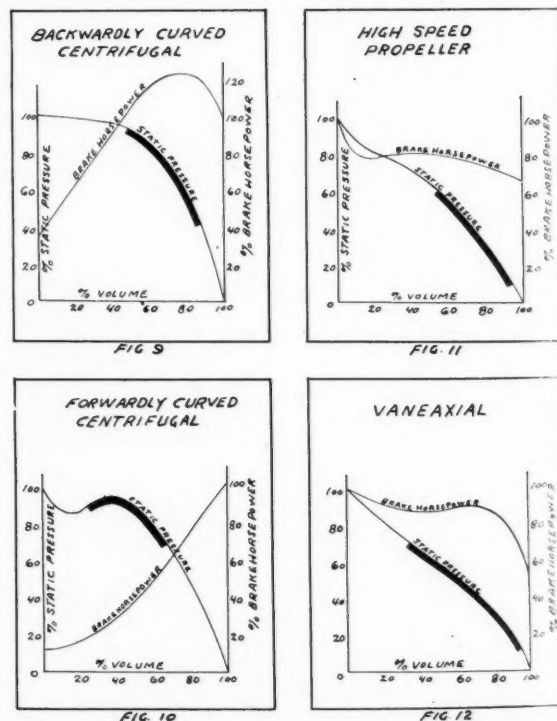 BACKWARDLY CURVED
CENTRIFUGAL
120
100
100
80
80
60
60
40
40
20
20
0
20
40
60
80
100
% STATIC PRESSURE
BRAKE HORSEPOWER
STATIC PRESSURE
% BRAKE HORSEPOWER
% VOLUME
FIG 9
HIGH SPEED
PROPELLER
100
100
80
80
60
60
40
40
20
20
0
20
40
60
80
100
% STATIC PRESSURE
BRAKE HORSEPOWER
STATIC PRESSURE
% BRAKE HORSEPOWER
% VOLUME
FIG. 11
FORWARDLY CURVED
CENTRIFUGAL
100
100
80
80
60
60
40
40
20
20
0
20
40
60
80
100
% STATIC PRESSURE
STATIC PRESSURE
BRAKE HORSEPOWER
% BRAKE HORSEPOWER
% VOLUME
FIG. 10
VANEAXIAL
100
100
80
80
60
60
40
40
20
20
0
20
40
60
80
100
% STATIC PRESSURE
BRAKE HORSEPOWER
STATIC PRESSURE
% BRAKE HORSEPOWER
% VOLUME
FIG. 12